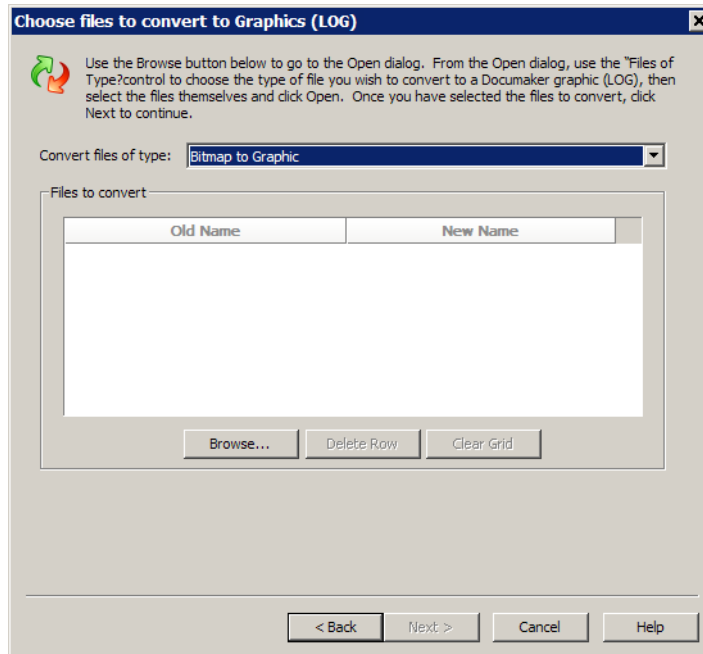 Choose files to convert to Graphics (LOG)
Use the Browse button below to go to the Open dialog.  From the Open dialog, use the "Files of
Type?control to choose the type of file you wish to convert to a Documaker graphic (LOG), then
select the files themselves and click Open.  Once you have selected the files to convert, click
Next to continue.
Convert files of type: Bitmap to Graphic
Files to convert
Old Name New Name
Browse... Delete Row Clear Grid
< Back Next > Cancel Help